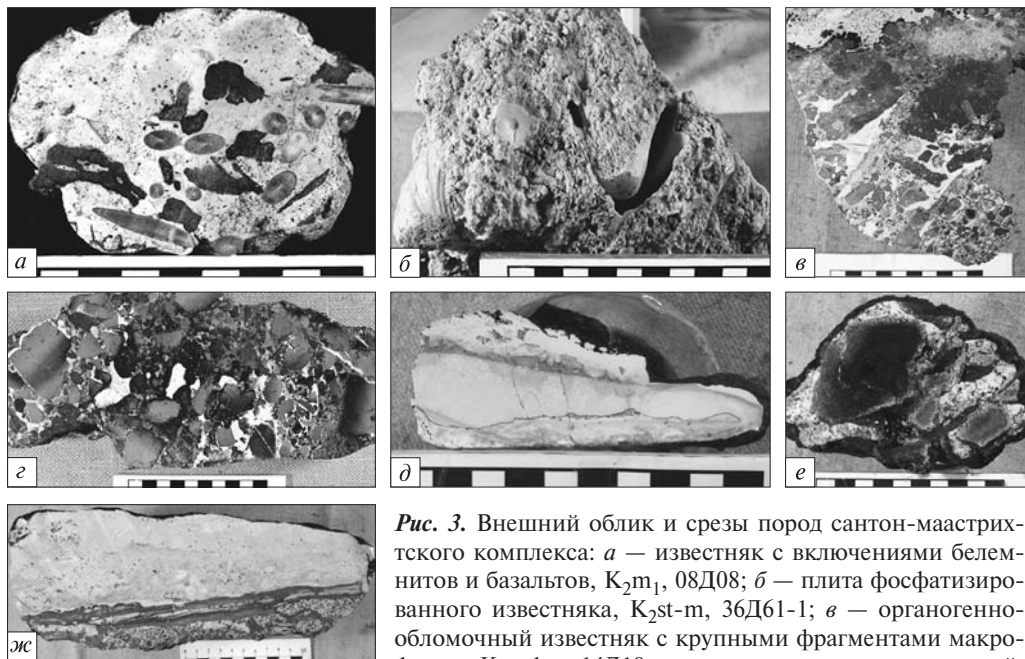 а
б
в
г
д
е
ж
Рис. 3. Внешний облик и срезы пород сантон-маастрих-
тского комплекса: а — известняк с включениями белем-
нитов и базальтов, K₂m₁, 08Д08; б — плита фосфатизиро-
ванного известняка, K₂st-m, 36Д61-1; в — органогенно-
обломочный известняк с крупными фрагментами макро-